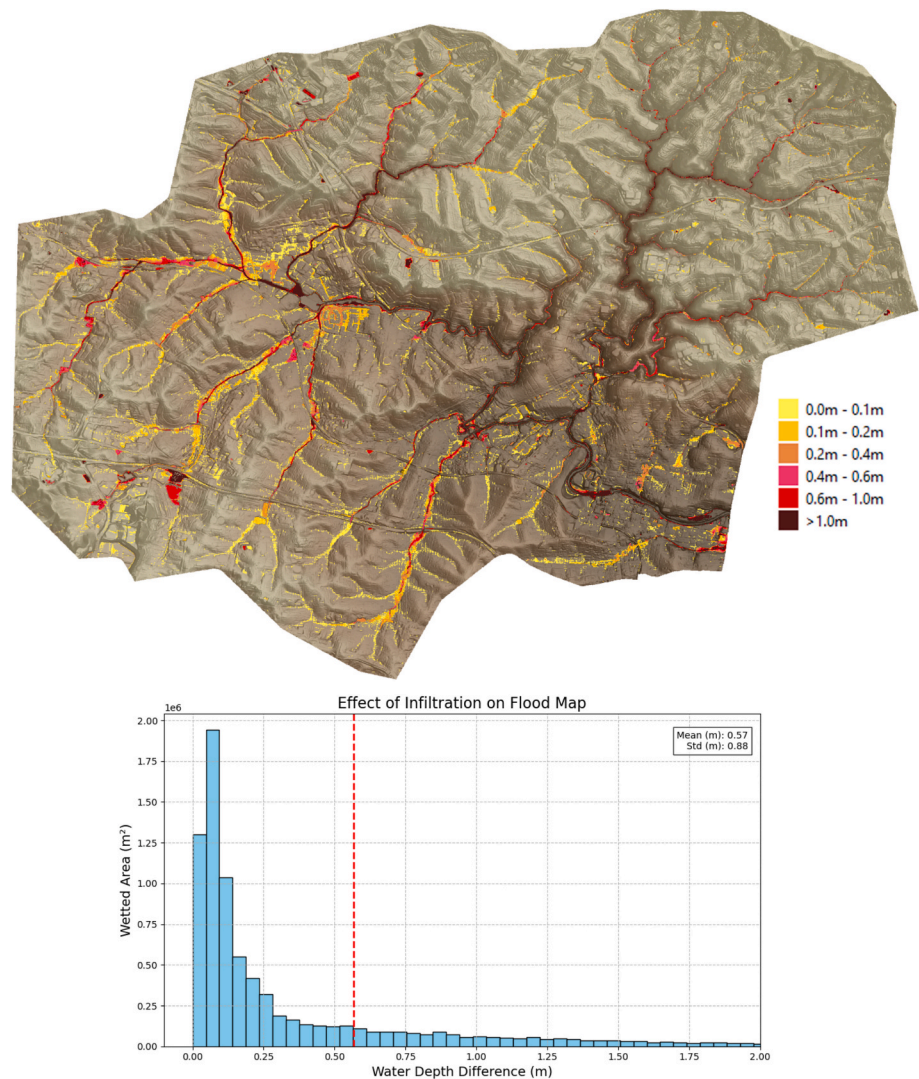 0.0m - 0.1m
0.1m - 0.2m
0.2m - 0.4m
0.4m - 0.6m
0.6m - 1.0m
>1.0m
Effect of Infiltration on Flood Map
1e6
2.00
1.75
1.50
1.25
1.00
0.75
0.50
0.25
0.00
Wetted Area (m²)
Mean (m): 0.57
Std (m): 0.88
0.00 0.25 0.50 0.75 1.00 1.25 1.50 1.75 2.00
Water Depth Difference (m)